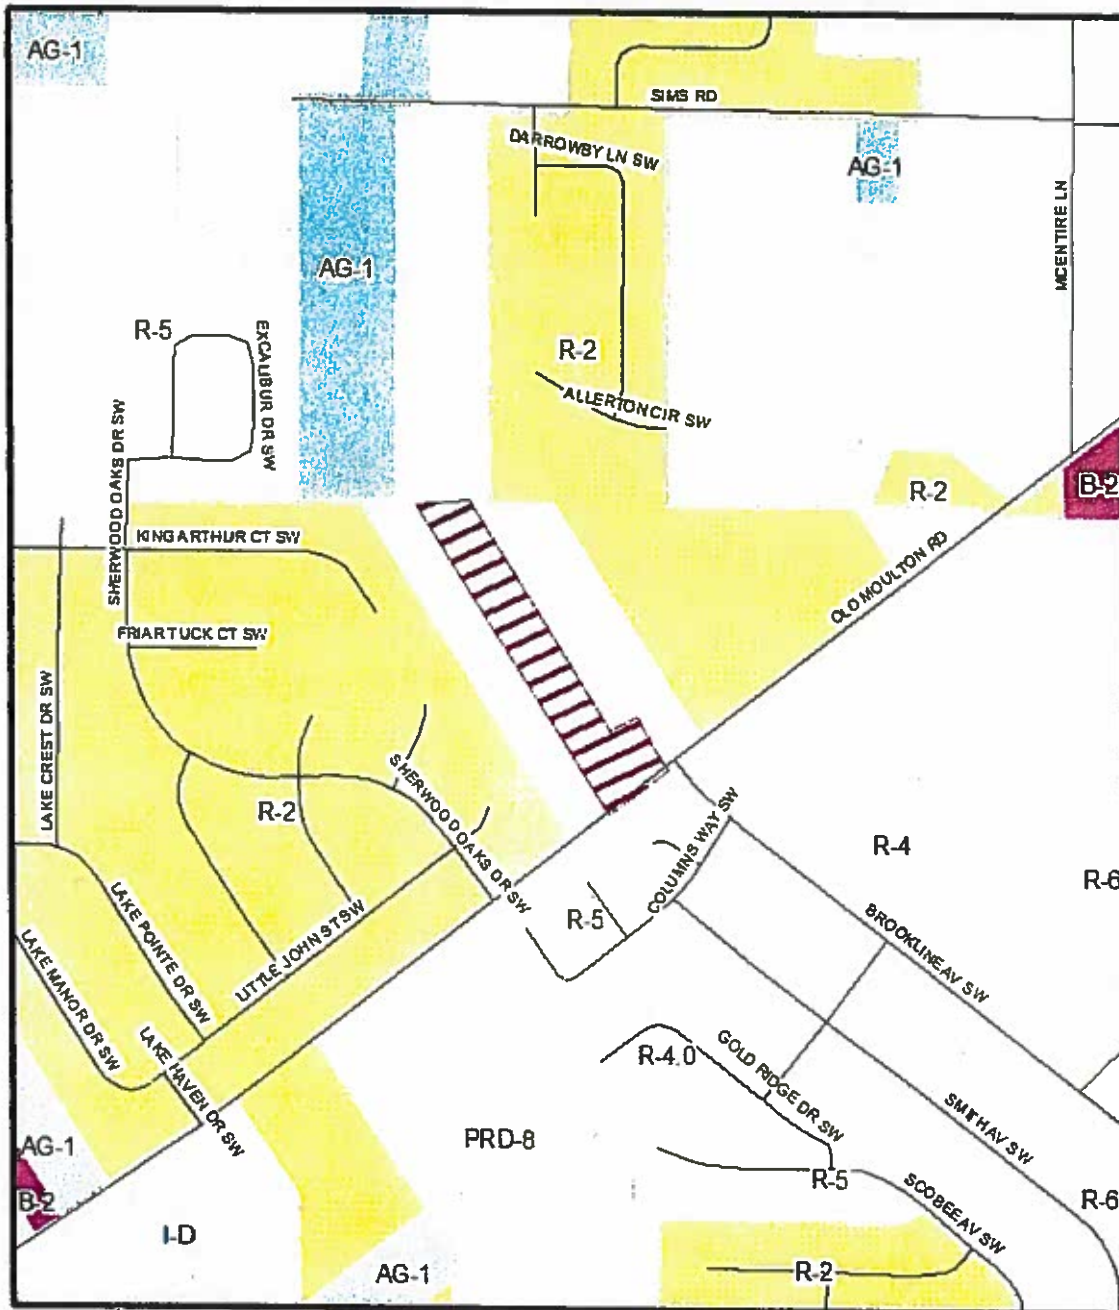 AG-1
SIMS RD
DARROWBY LN SW
AG-1
MCENTIRE LN
AG-1
R-5
EXCALIBUR DR SW
R-2
ALLERTON CIR SW
SHERWOOD OAKS DR SW
R-2
B-2
KING ARTHUR CT SW
OLD MOULTON RD
FRIAR TUCK CT SW
LAKE CREST DR SW
SHERWOOD OAKS DR SW
R-2
COLUMNS WAY SW
R-4
R-6
LAKE POINTE DR SW
LITTLE JOHN ST SW
R-5
BROOKLINE AV SW
LAKE MANOR DR SW
LAKE HAVEN DR SW
R-4.0
GOLD RIDGE DR SW
SMITH AV SW
AG-1
PRD-8
R-5
SCOBEE AV SW
R-6
B-2
I-D
AG-1
R-2